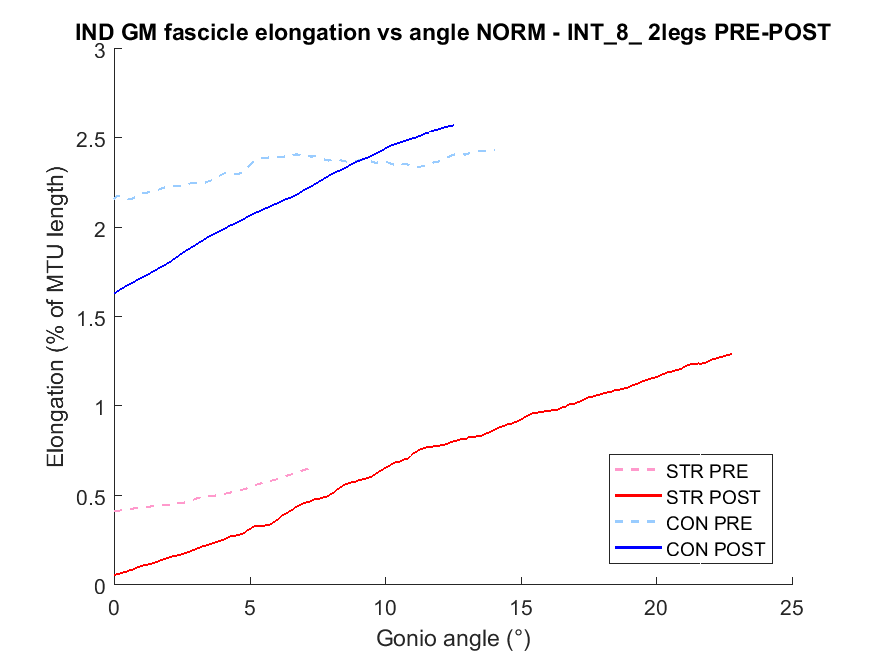 IND GM fascicle elongation vs angle NORM - INT_8_ 2legs PRE-POST
3
2.5
2
1.5
1
0.5
0
Elongation (% of MTU length)
0 5 10 15 20 25
Gonio angle (°)
STR PRE
STR POST
CON PRE
CON POST